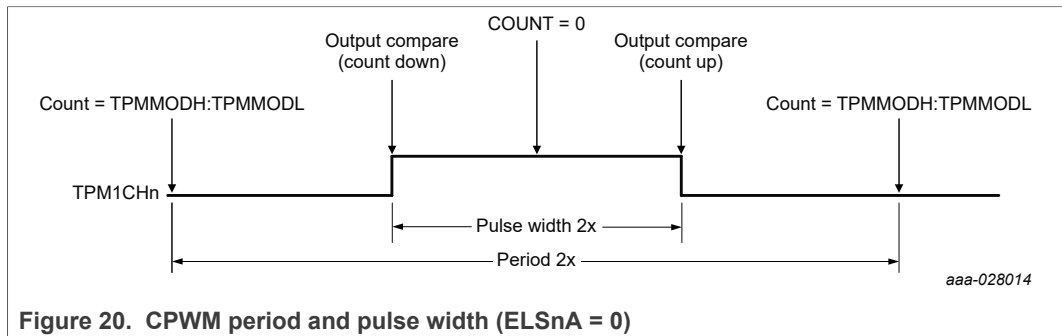 COUNT = 0
Output compare
(count down)
Output compare
(count up)
Count = TPMMODH:TPMMODL
Count = TPMMODH:TPMMODL
TPM1CHn
Pulse width 2x
Period 2x
aaa-028014
Figure 20. CPWM period and pulse width (ELSnA = 0)